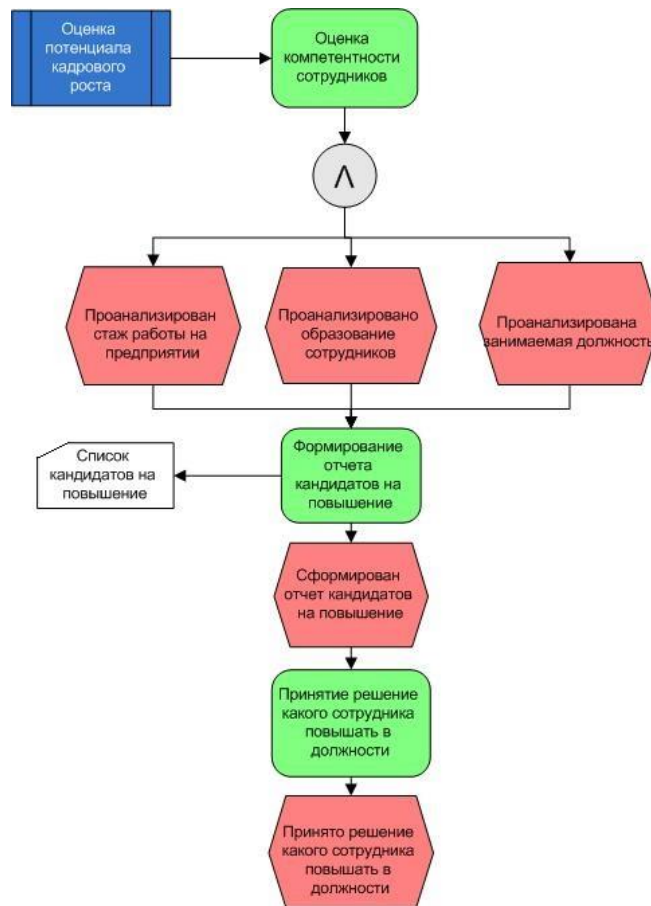 Оценка
потенциала
кадрового
роста
Оценка
компетентности
сотрудников
Λ
Проанализирован
стаж работы на
предприятии
Проанализировано
образование
сотрудников
Проанализирована
занимаемая должность
Список
кандидатов на
повышение
Формирование
отчета
кандидатов на
повышение
Сформирован
отчет кандидатов
на повышение
Принятие решение
какого сотрудника
повышать в
должности
Принято решение
какого сотрудника
повышать в
должности